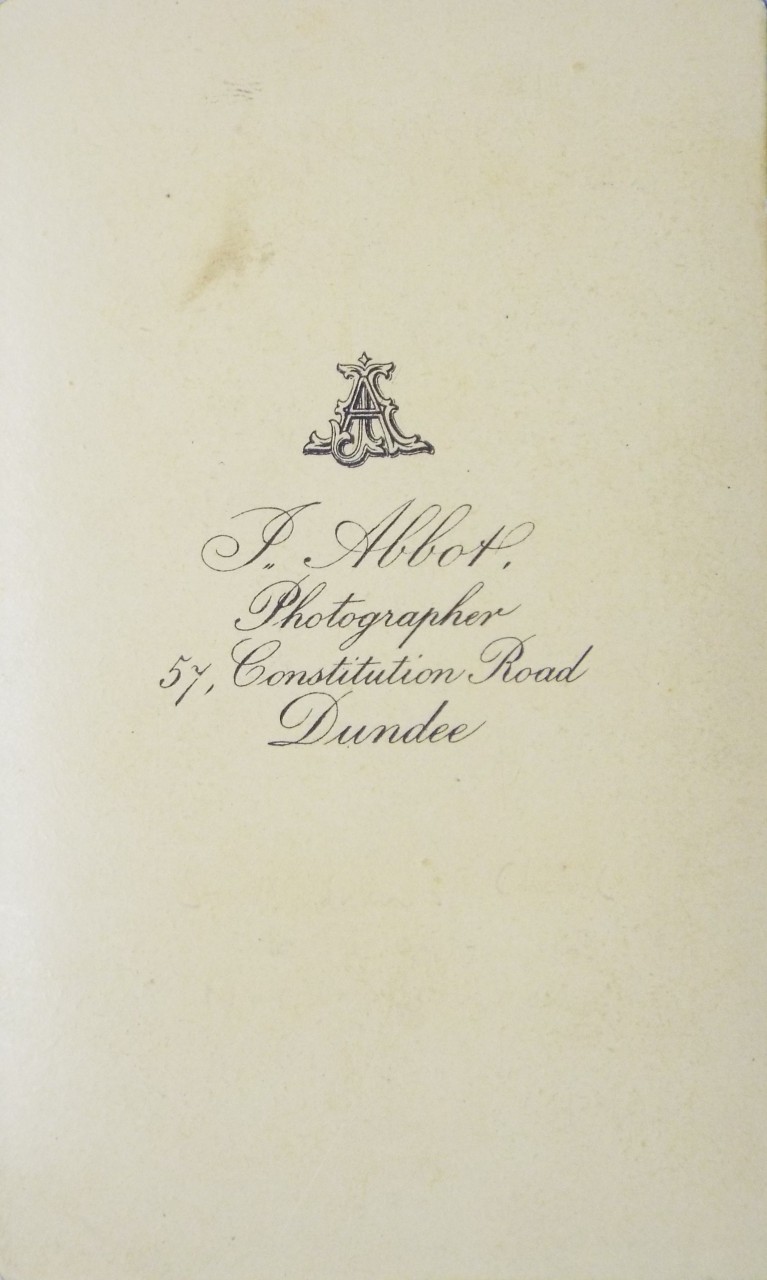 J. Abbot,
Photographer
57, Constitution Road
Dundee